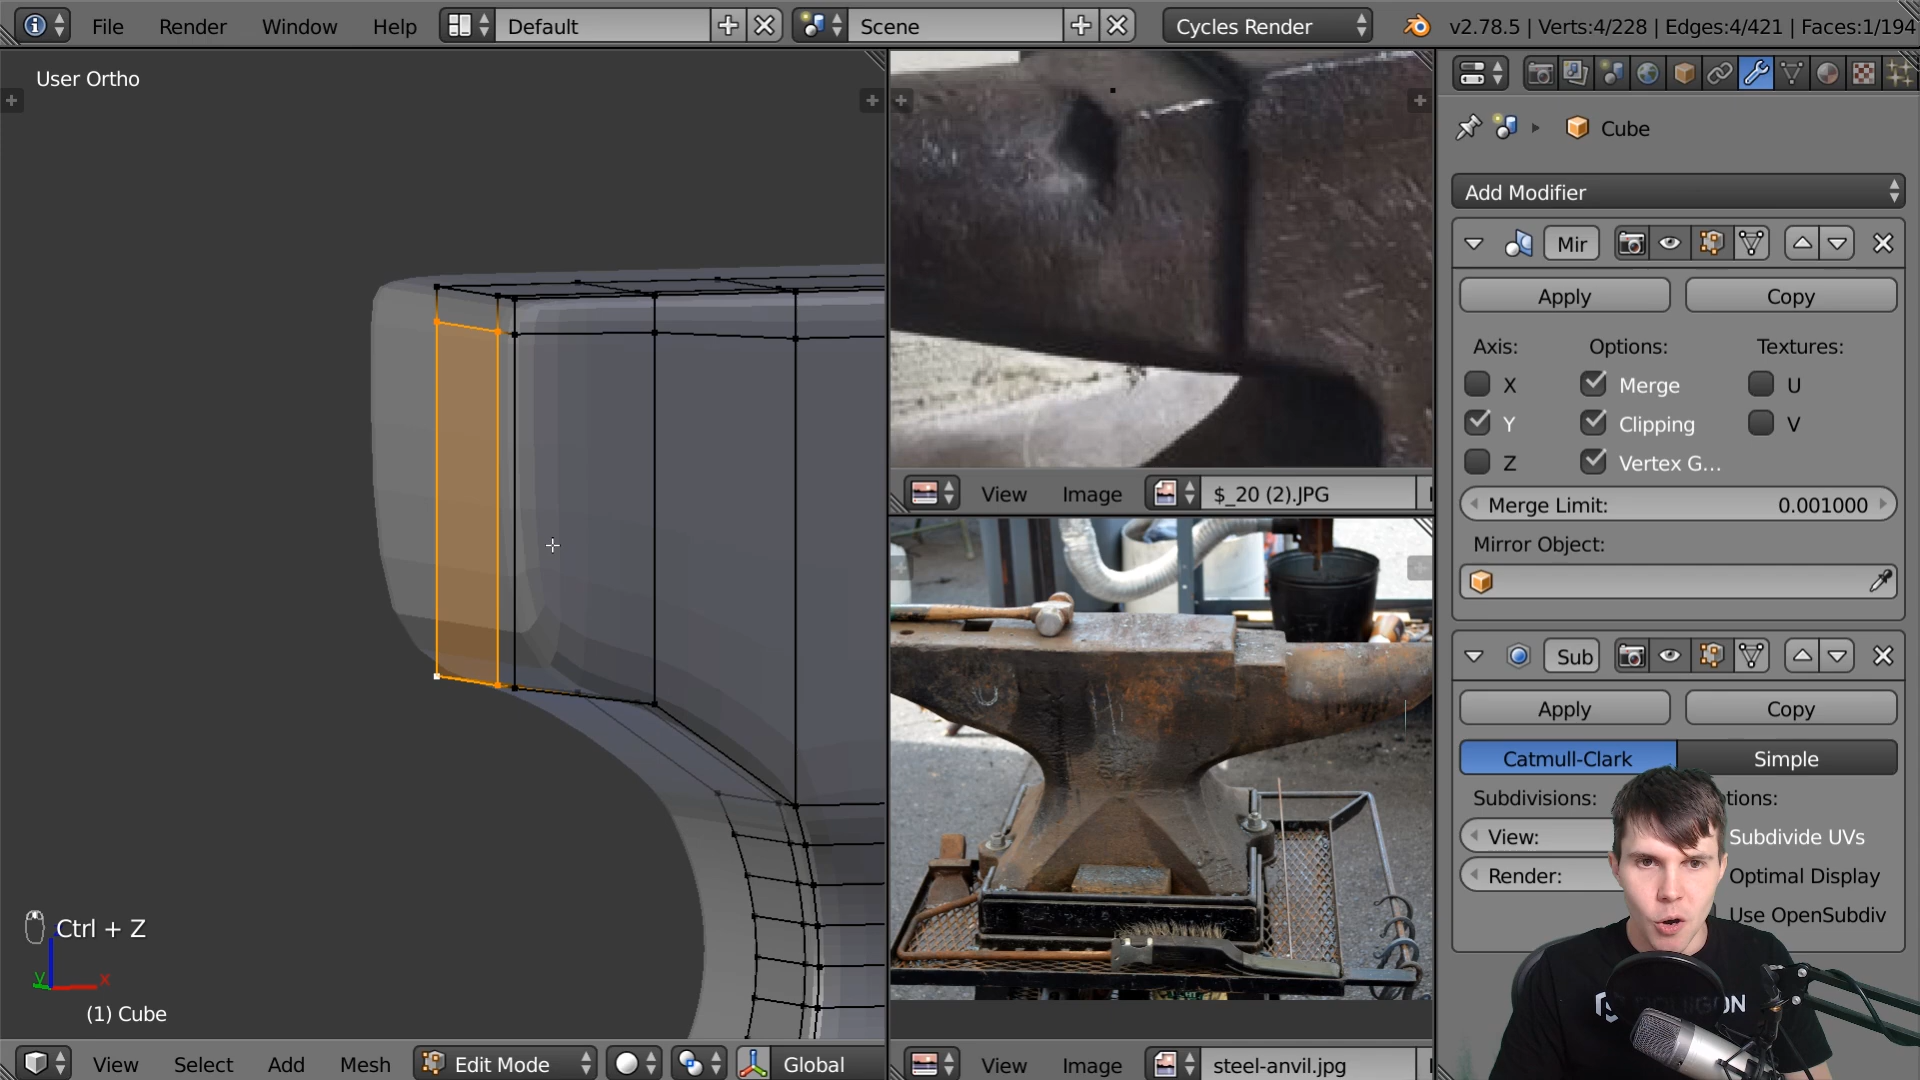 File Render Window Help Default Scene Cycles Render v2.78.5 | Verts:4/228 | Edges:4/421 | Faces:1/194
User Ortho
Cube
Add Modifier
Mir
Apply Copy
Axis: Options: Textures:
X Merge U
Y Clipping V
Z Vertex G...
Merge Limit: 0.001000
Mirror Object:
Sub
Apply Copy
Catmull-Clark Simple
Subdivisions: tions:
View: Subdivide UVs
Render: Optimal Display
Use OpenSubdiv
View Image $_20 (2).JPG
Ctrl + Z
y x
(1) Cube
View Select Add Mesh Edit Mode Global
View Image steel-anvil.jpg